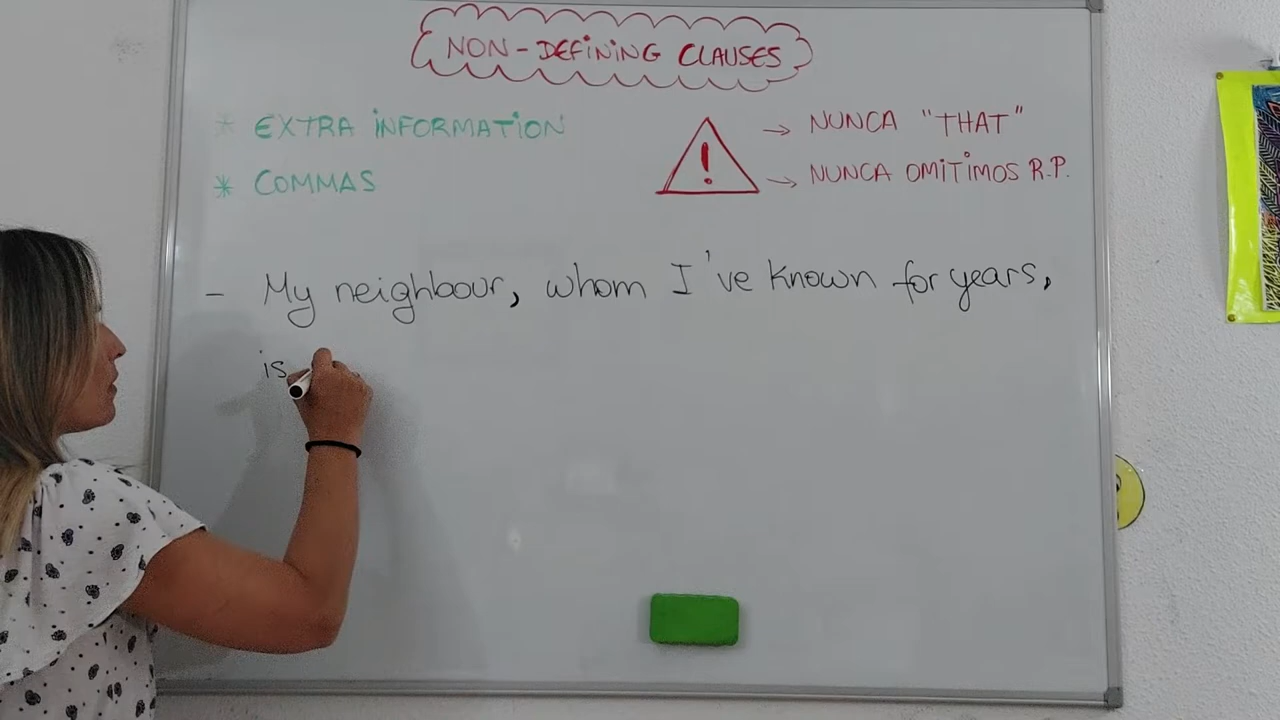 NON-DEFINING CLAUSES
* EXTRA INFORMATION
* COMMAS
! → NUNCA "THAT"
→ NUNCA OMITIMOS R.P.
- My neighbour, whom I've known for years,
is